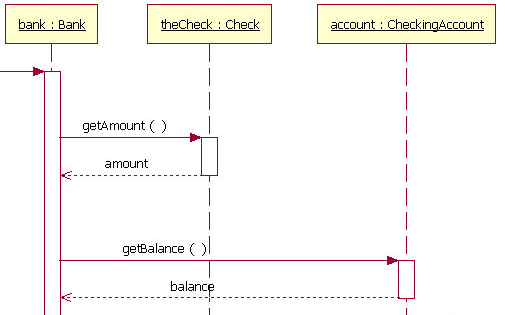 bank : Bank
theCheck : Check
account : CheckingAccount
getAmount ( )
amount
getBalance ( )
balance